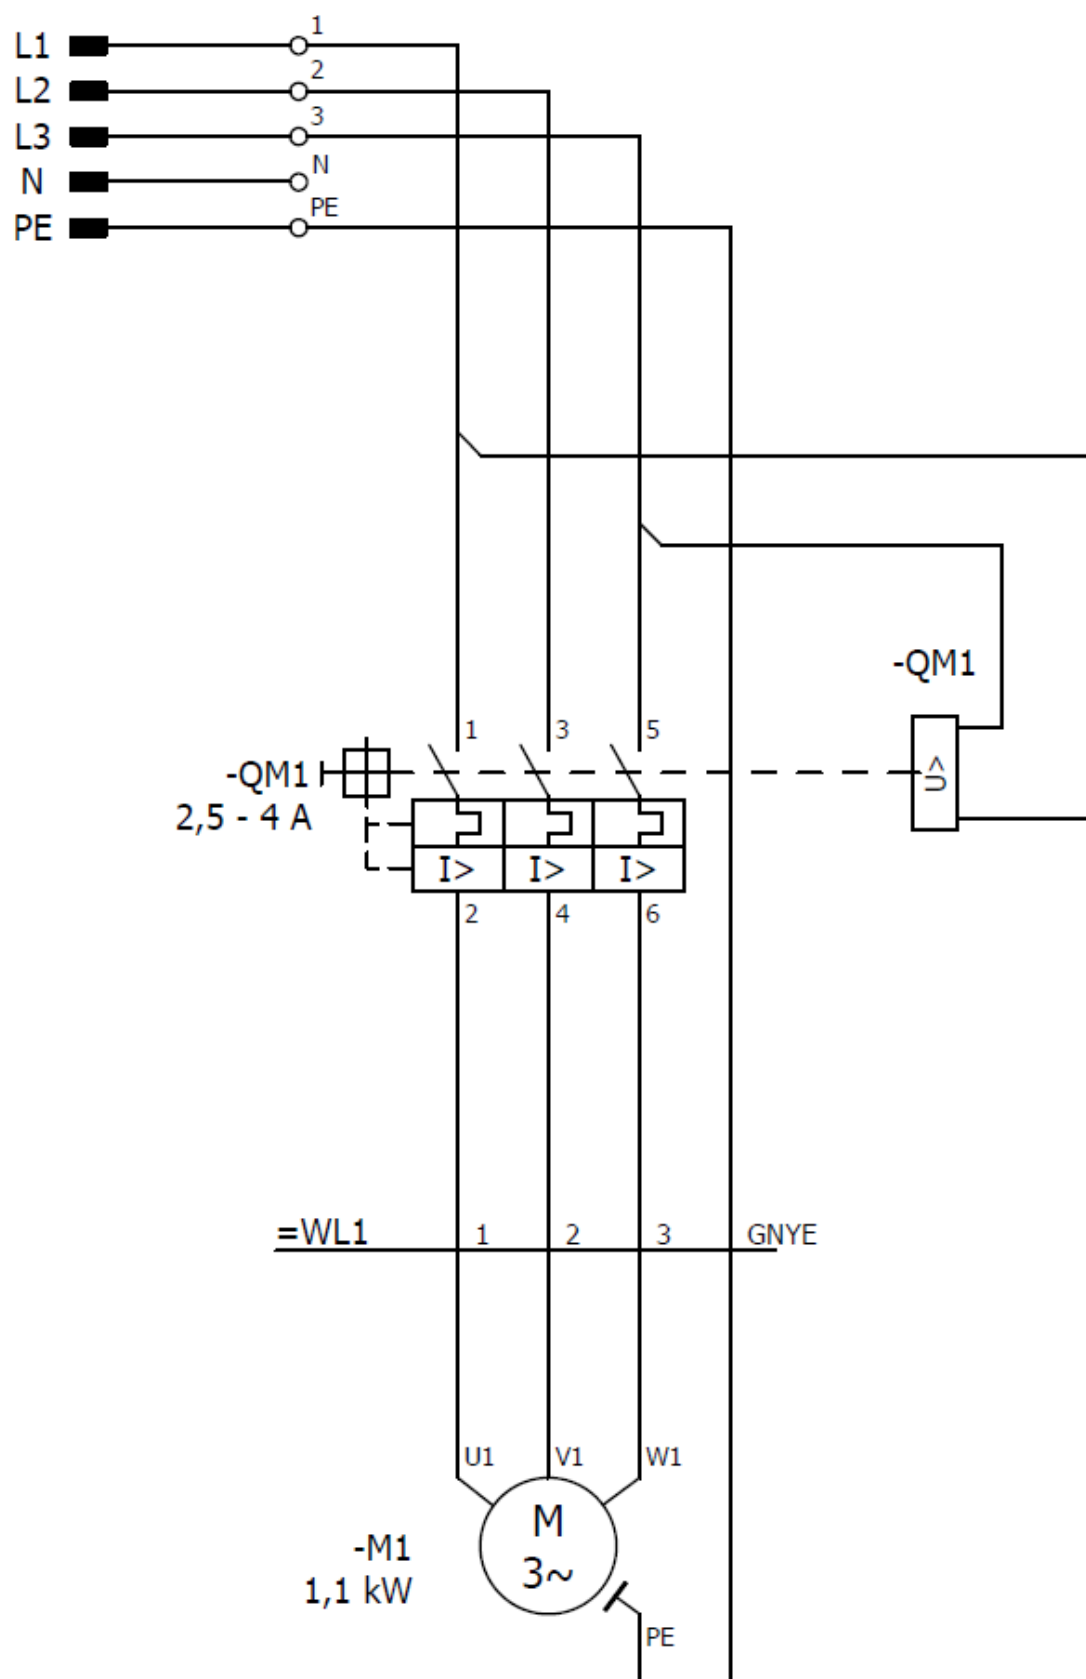 L1 1
L2 2
L3 3
N N
PE PE
-QM1
1 3 5
-QM1
2,5 - 4 A
U>
I> I> I>
2 4 6
=WL1 1 2 3 GNYE
U1 V1 W1
M
3~
-M1
1,1 kW
PE